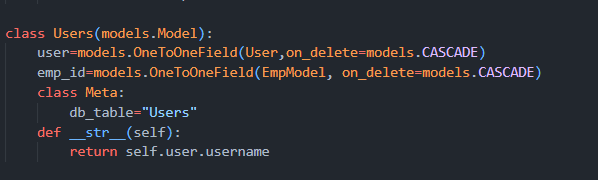 class Users(models.Model):
    user=models.OneToOneField(User,on_delete=models.CASCADE)
    emp_id=models.OneToOneField(EmpModel, on_delete=models.CASCADE)
    class Meta:
        db_table="Users"
    def __str__(self):
        return self.user.username